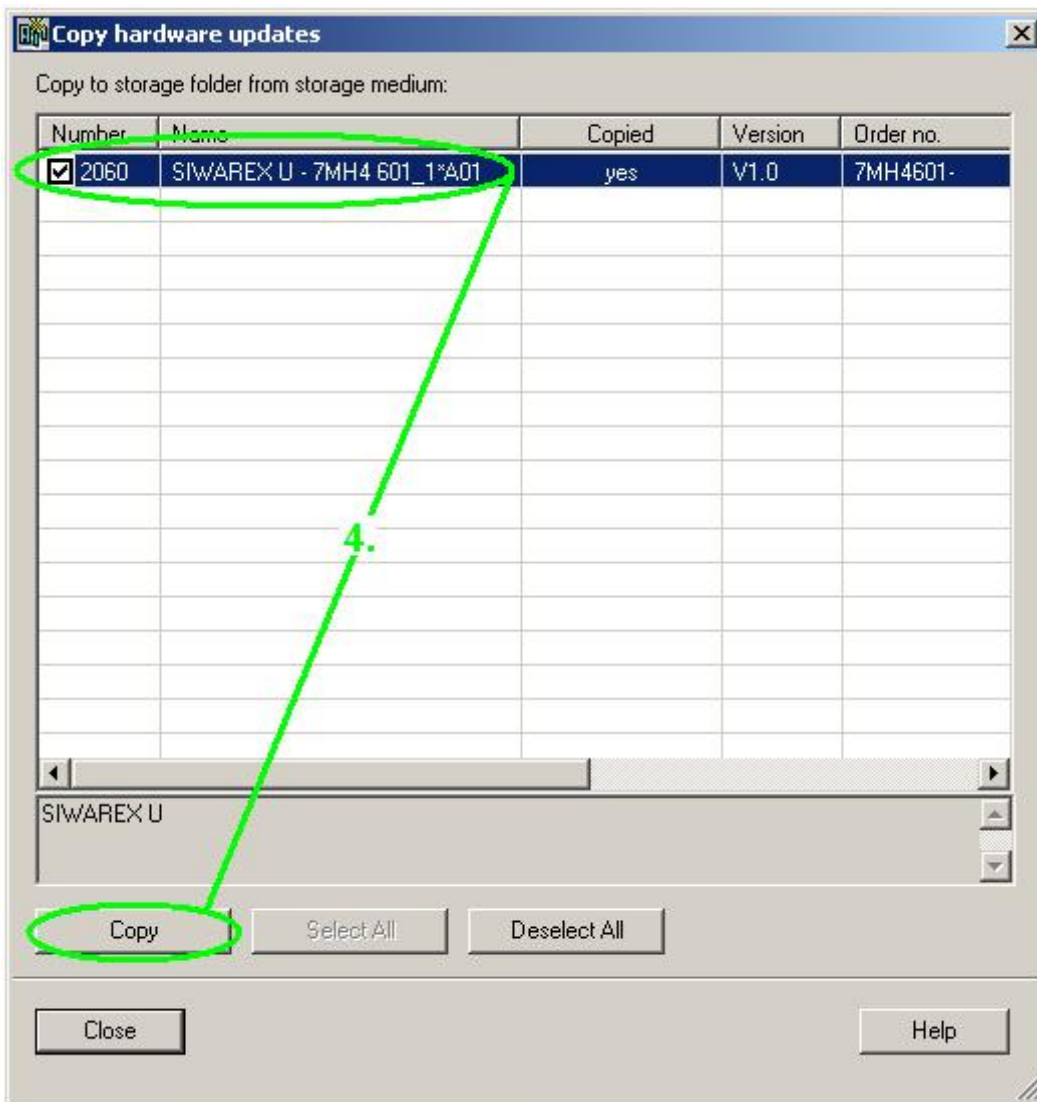 Copy hardware updates
Copy to storage folder from storage medium:
Number Name Copied Version Order no.
2060 SIWAREX U - 7MH4 601_1*A01 yes V1.0 7MH4601-
4.
SIWAREX U
Copy Select All Deselect All
Close Help